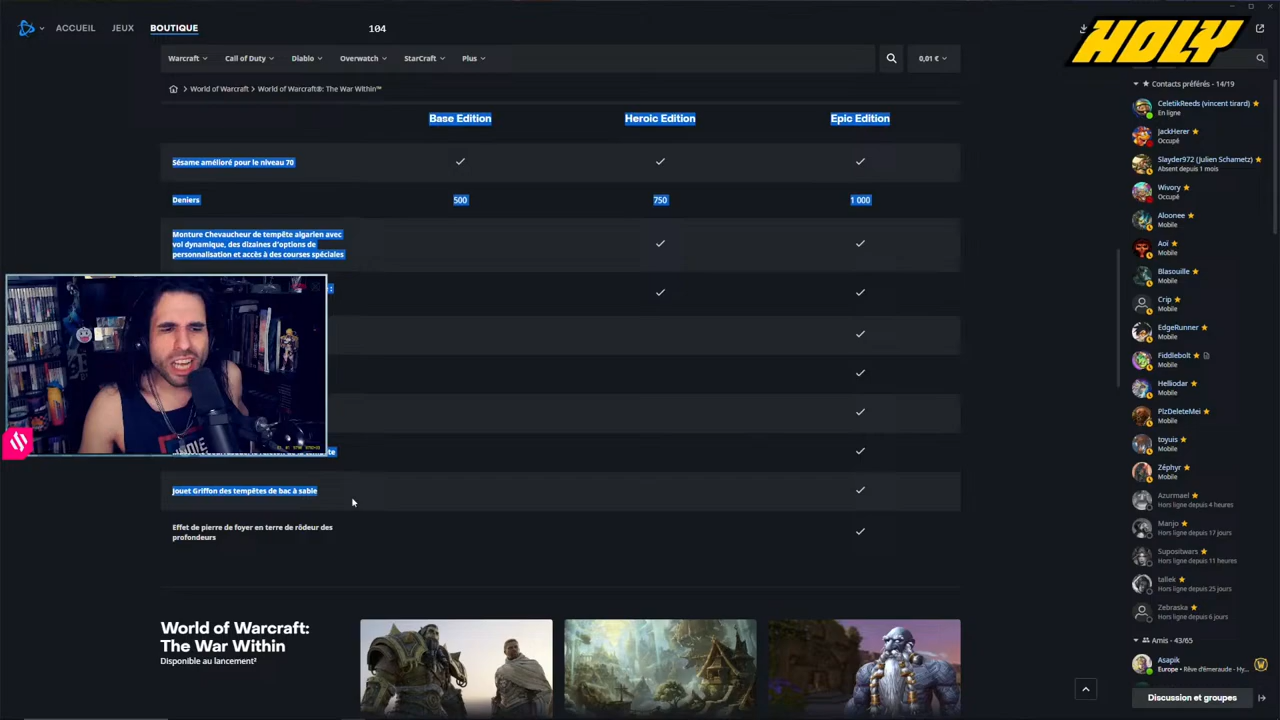 ACCUEIL JEUX BOUTIQUE 104
HOLY
Warcraft Call of Duty Diablo Overwatch StarCraft Plus 0,01 €
World of Warcraft > World of Warcraft®: The War Within™
Base Edition Heroic Edition Epic Edition
Sésame amélioré pour le niveau 70
Deniers 500 750 1 000
Monture Chevaucheur de tempête algarien avec
vol dynamique, des dizaines d'options de
personnalisation et accès à des courses spéciales
Jouet Griffon des tempêtes de bac à sable
Effet de pierre de foyer en terre de rôdeur des
profondeurs
World of Warcraft:
The War Within
Disponible au lancement²
Contacts préférés - 14/19
CeletikReeds (vincent tirard)
En ligne
JackHerer
Occupé
Slayder972 (Julien Schametz)
Absent depuis 1 mois
Wivory
Occupé
Aloonee
Mobile
Aoï
Mobile
Blasouille
Mobile
Crip
Mobile
EdgeRunner
Mobile
Fiddlebolt
Mobile
Helliodar
Mobile
PlzDeleteMei
Mobile
toyuis
Mobile
Zéphyr
Mobile
Azurmael
Hors ligne depuis 4 heures
Manjo
Hors ligne depuis 17 jours
Supositwars
Hors ligne depuis 11 heures
tallek
Hors ligne depuis 25 jours
Zebraska
Hors ligne depuis 6 jours
Amis - 43/65
Asapik
Europe • Rêve d'émeraude - Hy...
Discussion et groupes